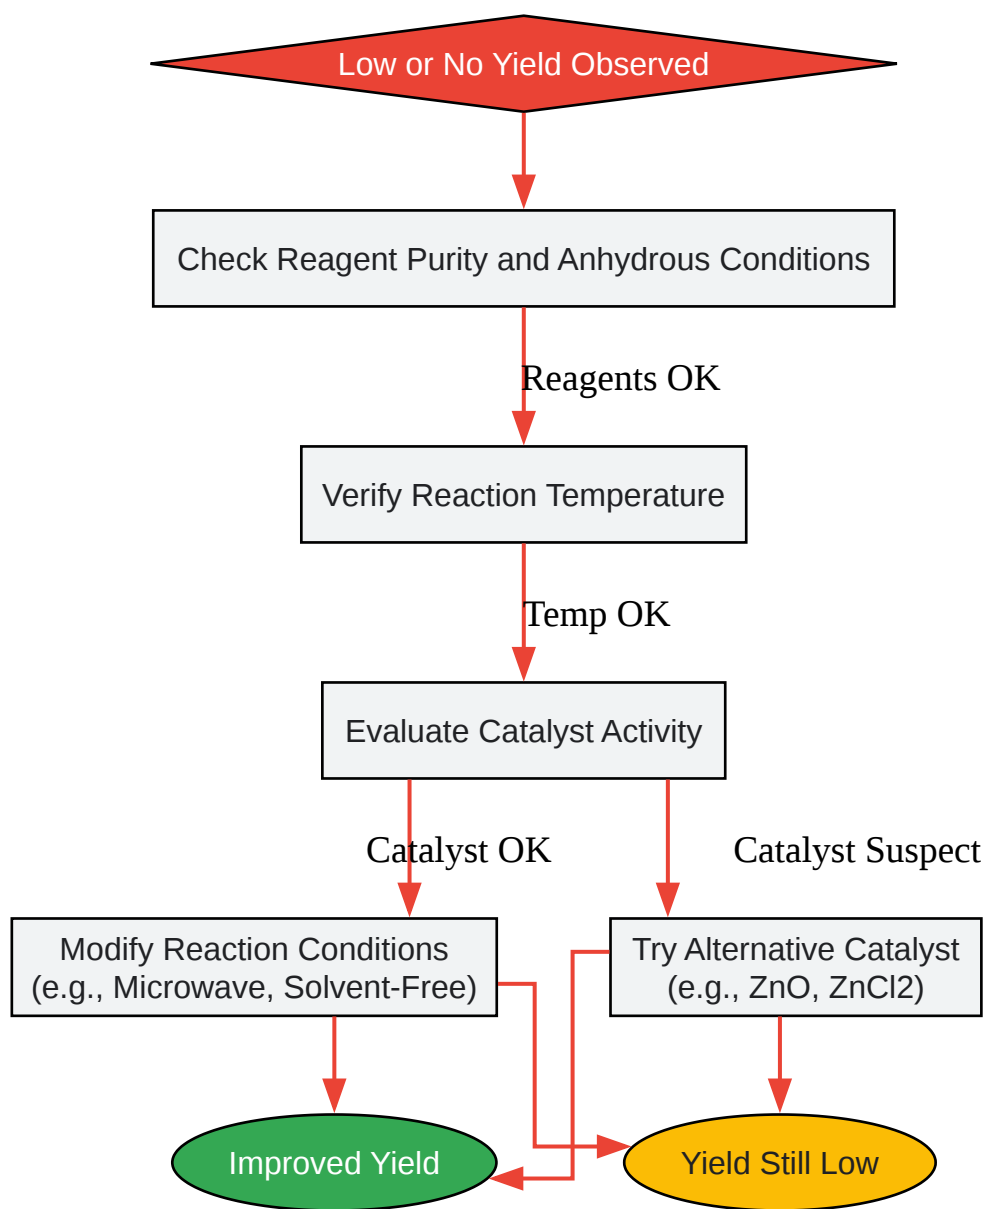 Low or No Yield Observed
Check Reagent Purity and Anhydrous Conditions
Reagents OK
Verify Reaction Temperature
Temp OK
Evaluate Catalyst Activity
Catalyst OK
Catalyst Suspect
Modify Reaction Conditions
(e.g., Microwave, Solvent-Free)
Try Alternative Catalyst
(e.g., ZnO, ZnCl2)
Improved Yield
Yield Still Low